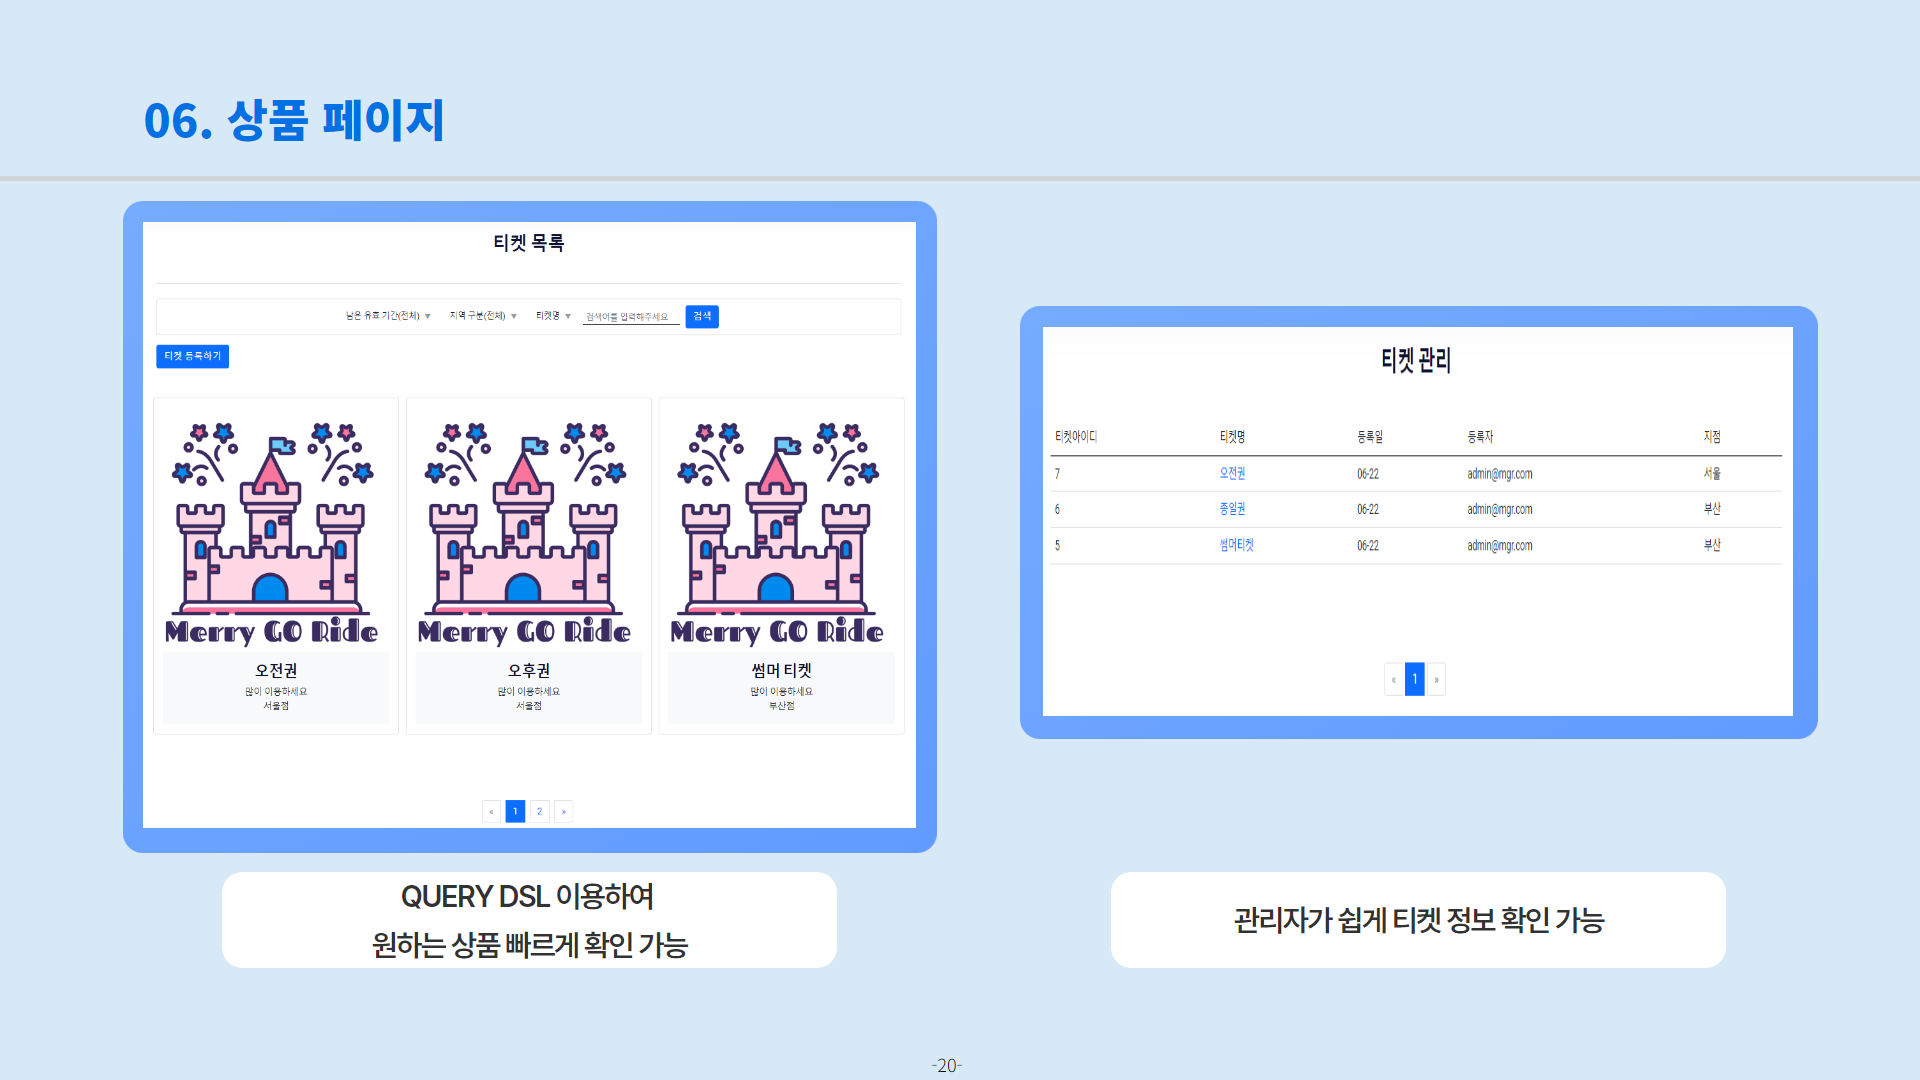 06. 상품 페이지
티켓 목록
남은 유효 기간(전체) 지역 구분(전체) 티켓명 검색어를 입력해주세요 검색
티켓 등록하기
Merry GO Ride Merry GO Ride Merry GO Ride
오전권 오후권 썸머 티켓
많이 이용하세요 많이 이용하세요 많이 이용하세요
서울점 서울점 부산점
« 1 2 »
QUERY DSL 이용하여
원하는 상품 빠르게 확인 가능
티켓 관리
티켓아이디 티켓명 등록일 등록자 지점
7 오전권 06-22 admin@mgr.com 서울
6 종일권 06-22 admin@mgr.com 부산
5 썸머티켓 06-22 admin@mgr.com 부산
« 1 »
관리자가 쉽게 티켓 정보 확인 가능
-20-